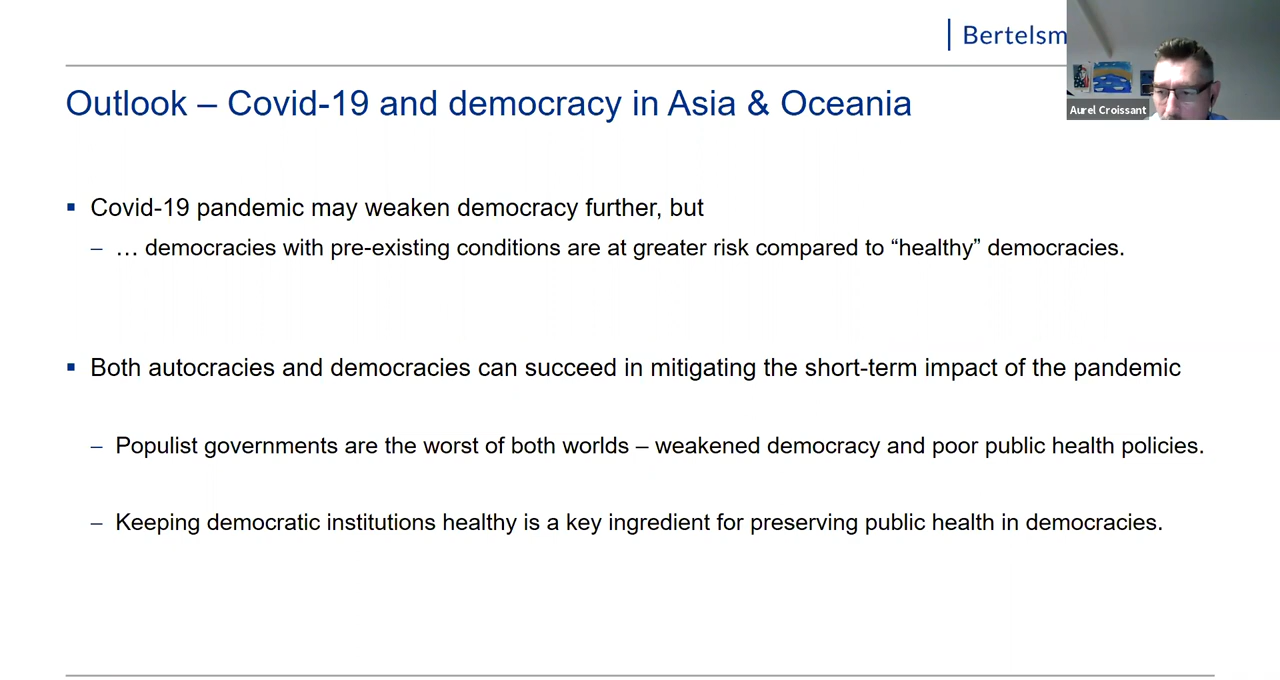 Bertelsm
Aurel Croissant
Outlook – Covid-19 and democracy in Asia & Oceania
▪ Covid-19 pandemic may weaken democracy further, but
– … democracies with pre-existing conditions are at greater risk compared to “healthy” democracies.
▪ Both autocracies and democracies can succeed in mitigating the short-term impact of the pandemic
– Populist governments are the worst of both worlds – weakened democracy and poor public health policies.
– Keeping democratic institutions healthy is a key ingredient for preserving public health in democracies.